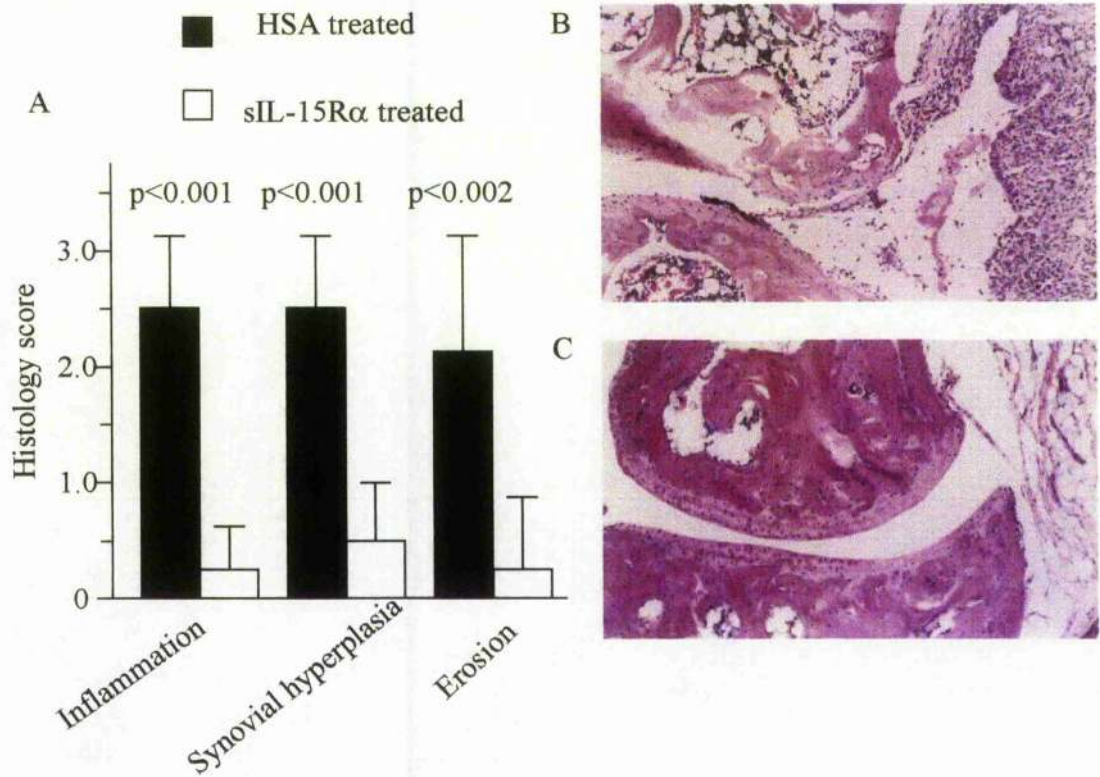 HSA treated
B
A
sIL-15Rα treated
p<0.001 p<0.001 p<0.002
3.0
2.0
1.0
0
Histology score
Inflammation
Synovial hyperplasia
Erosion
C